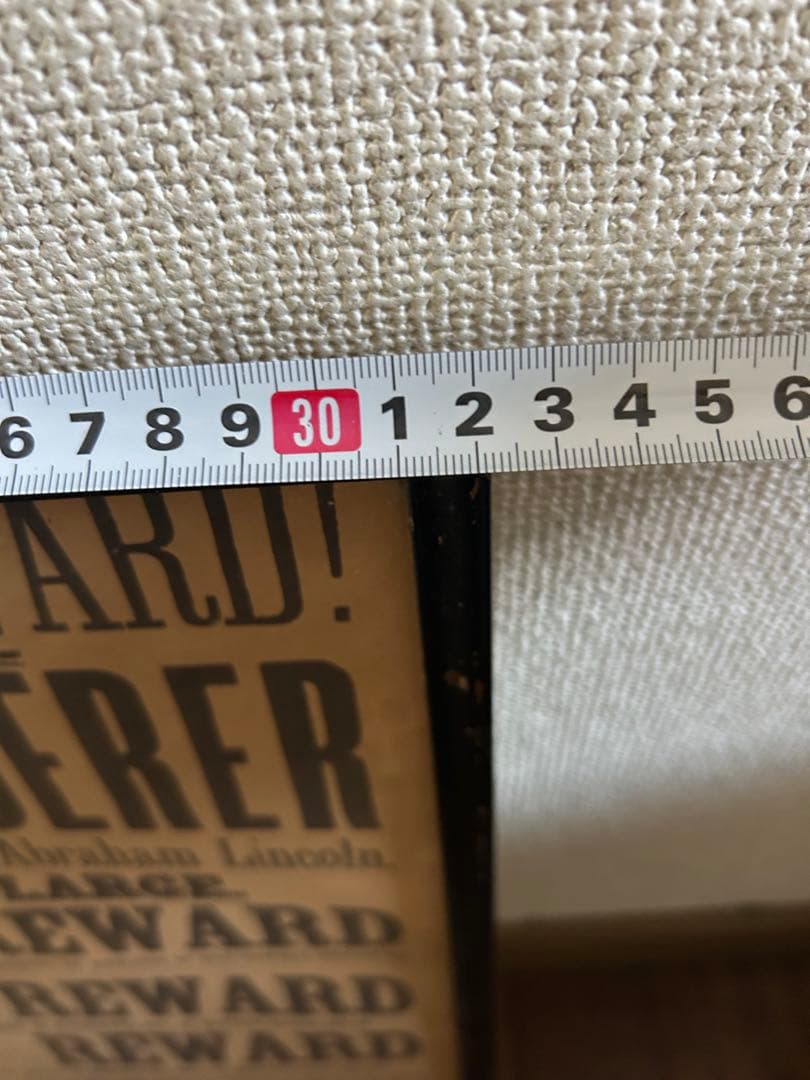 6 7 8 9 30 1 2 3 4 5 6
ARD!
ERER
Abraham Lincoln.
LARGE.
REWARD
REWARD
REWARD